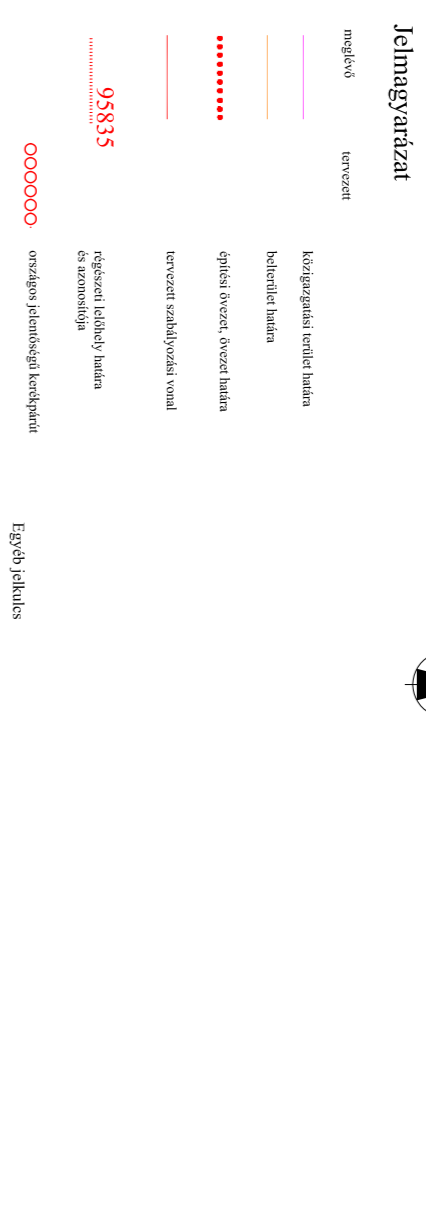 Jelmagyarázat
meglévő
tervezett
közigazgatási terület határa
belterület határa
építési övezet, övezet határa
tervezett szabályozási vonal
95835
régészeti lelőhely határa
és azonosítója
országos jelentőségű kerékpárút
Egyéb jelkulcs